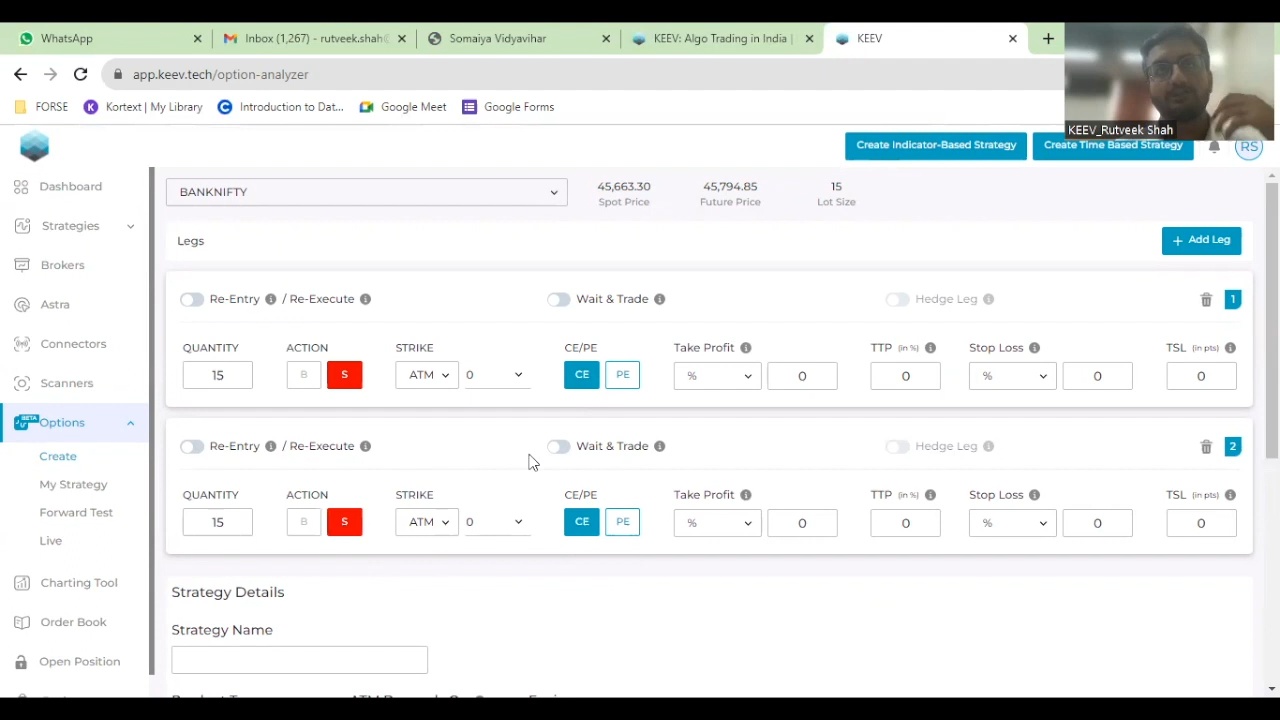 WhatsApp
Inbox (1,267) - rutveek.shah@
Somaiya Vidyavihar
KEEV: Algo Trading in India |
KEEV
app.keev.tech/option-analyzer
FORSE
Kortext | My Library
Introduction to Dat...
Google Meet
Google Forms
KEEV_Rutveek Shah
Create Indicator-Based Strategy
Create Time Based Strategy
RS
Dashboard
Strategies
Brokers
Astra
Connectors
Scanners
BETA
Options
Create
My Strategy
Forward Test
Live
Charting Tool
Order Book
Open Position
BANKNIFTY
45,663.30
Spot Price
45,794.85
Future Price
15
Lot Size
Legs
+ Add Leg
Re-Entry / Re-Execute
Wait & Trade
Hedge Leg
1
QUANTITY ACTION STRIKE CE/PE Take Profit TTP (in %) Stop Loss TSL (in pts)
15 B S ATM 0 CE PE % 0 0 % 0 0
Re-Entry / Re-Execute
Wait & Trade
Hedge Leg
2
QUANTITY ACTION STRIKE CE/PE Take Profit TTP (in %) Stop Loss TSL (in pts)
15 B S ATM 0 CE PE % 0 0 % 0 0
Strategy Details
Strategy Name